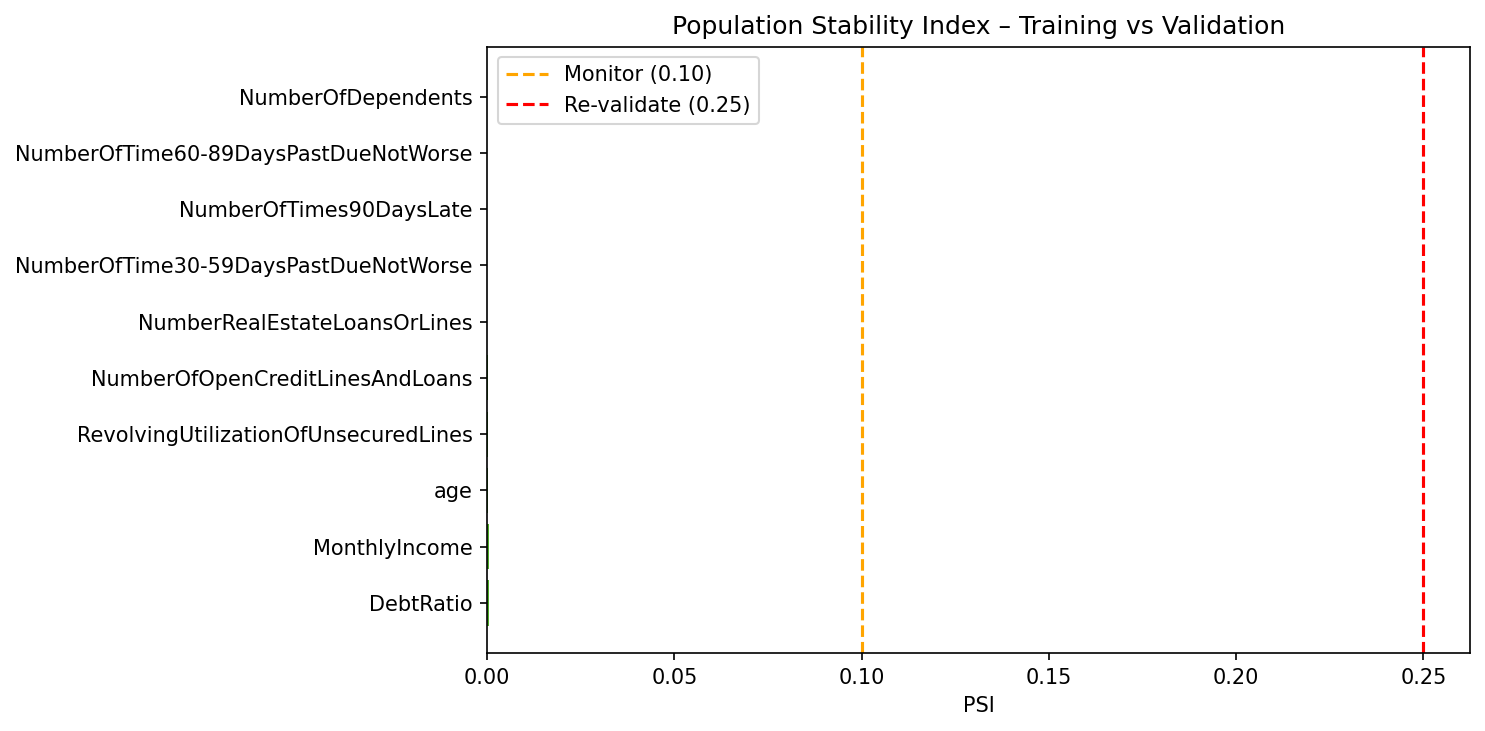 Population Stability Index – Training vs Validation
Monitor (0.10)
Re-validate (0.25)
NumberOfDependents
NumberOfTime60-89DaysPastDueNotWorse
NumberOfTimes90DaysLate
NumberOfTime30-59DaysPastDueNotWorse
NumberRealEstateLoansOrLines
NumberOfOpenCreditLinesAndLoans
RevolvingUtilizationOfUnsecuredLines
age
MonthlyIncome
DebtRatio
0.00 0.05 0.10 0.15 0.20 0.25
PSI